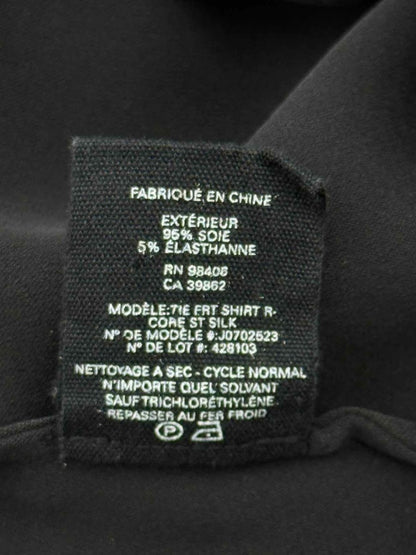 FABRIQUÉ EN CHINE
EXTÉRIEUR
95% SOIE
5% ÉLASTHANNE
RN 98408
CA 39862
MODÈLE:TIE FRT SHIRT R-
CORE ST SILK
N° DE MODÈLE #:J0702523
N° DE LOT #: 428103
NETTOYAGE A SEC - CYCLE NORMAL
N'IMPORTE QUEL SOLVANT
SAUF TRICHLORÉTHYLÈNE
REPASSER AU FER FROID
P